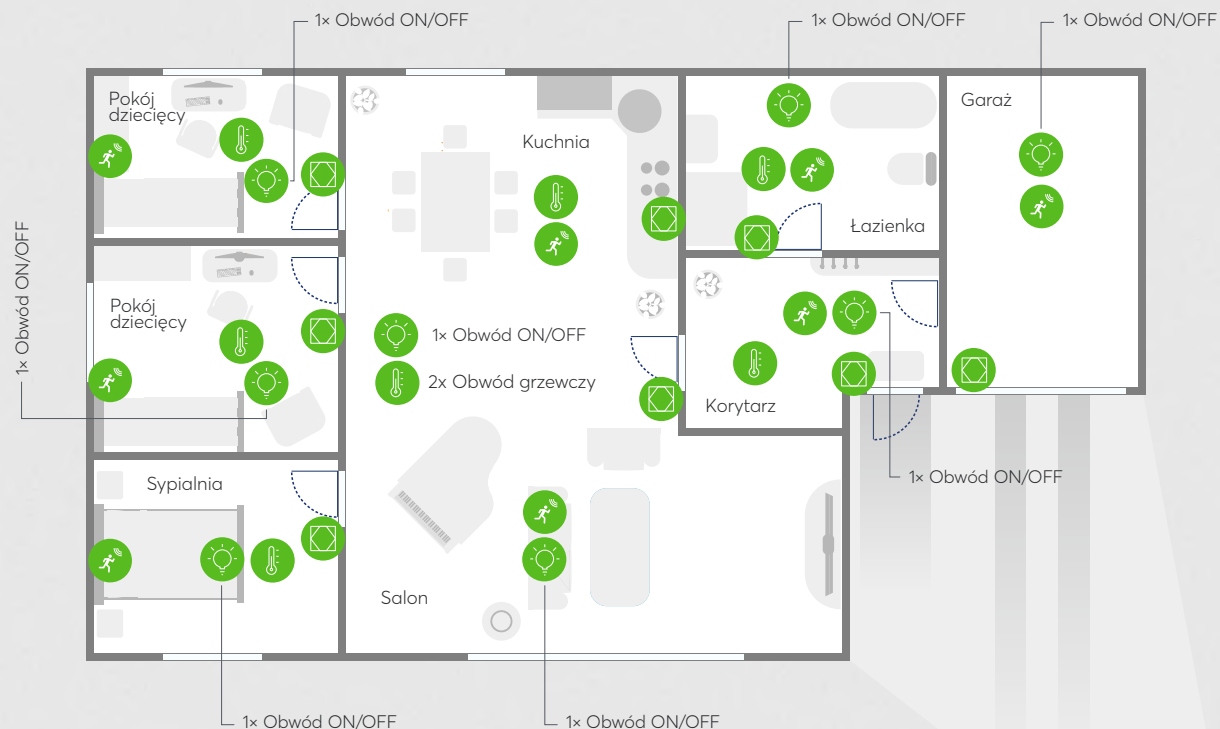 1× Obwód ON/OFF
1× Obwód ON/OFF
1× Obwód ON/OFF
Pokój
dziecięcy
Kuchnia
Garaż
Łazienka
1× Obwód ON/OFF
Pokój
dziecięcy
1× Obwód ON/OFF
2x Obwód grzewczy
Korytarz
1× Obwód ON/OFF
Sypialnia
Salon
1× Obwód ON/OFF
1× Obwód ON/OFF